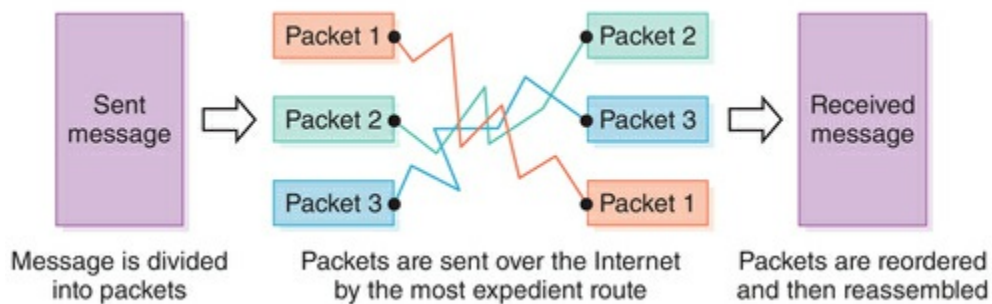 Sent
message
Packet 1
Packet 2
Packet 3
Packet 2
Packet 3
Packet 1
Received
message
Message is divided
into packets
Packets are sent over the Internet
by the most expedient route
Packets are reordered
and then reassembled